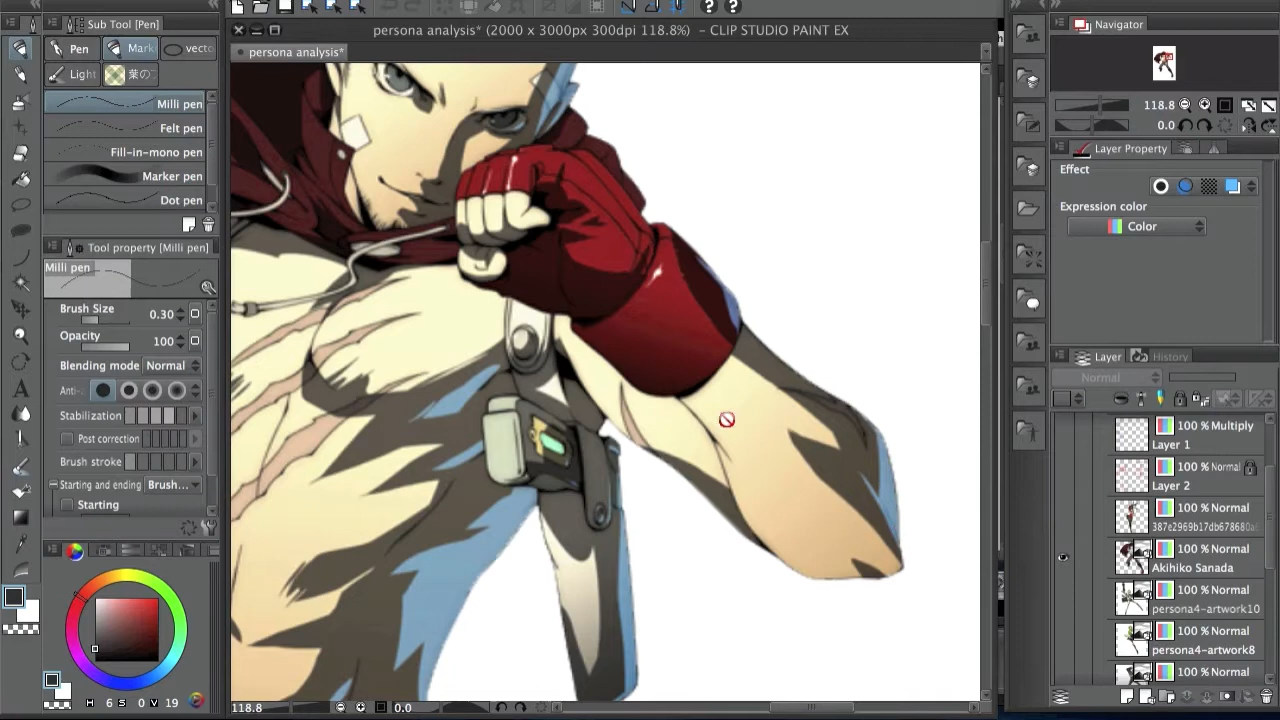 persona analysis* (2000 x 3000px 300dpi 118.8%) - CLIP STUDIO PAINT EX
persona analysis*
Sub Tool [Pen]
Pen
Mark
vecto
Light
葉の
Milli pen
Felt pen
Fill-in-mono pen
Marker pen
Dot pen
Tool property [Milli pen]
Milli pen
Brush Size 0.30
Opacity 100
Blending mode Normal
Anti-
Stabilization
Post correction
Brush stroke
Starting and ending Brush...
Starting
H 6 S 0 V 19
118.8
0.0
Navigator
118.8
0.0
Layer Property
Effect
Expression color
Color
Layer
History
Normal
100 % Multiply
Layer 1
100 % Normal
Layer 2
100 % Normal
387e2969b17db678680a
100 % Normal
Akihiko Sanada
100 % Normal
persona4-artwork10
100 % Normal
persona4-artwork8
100 % Normal